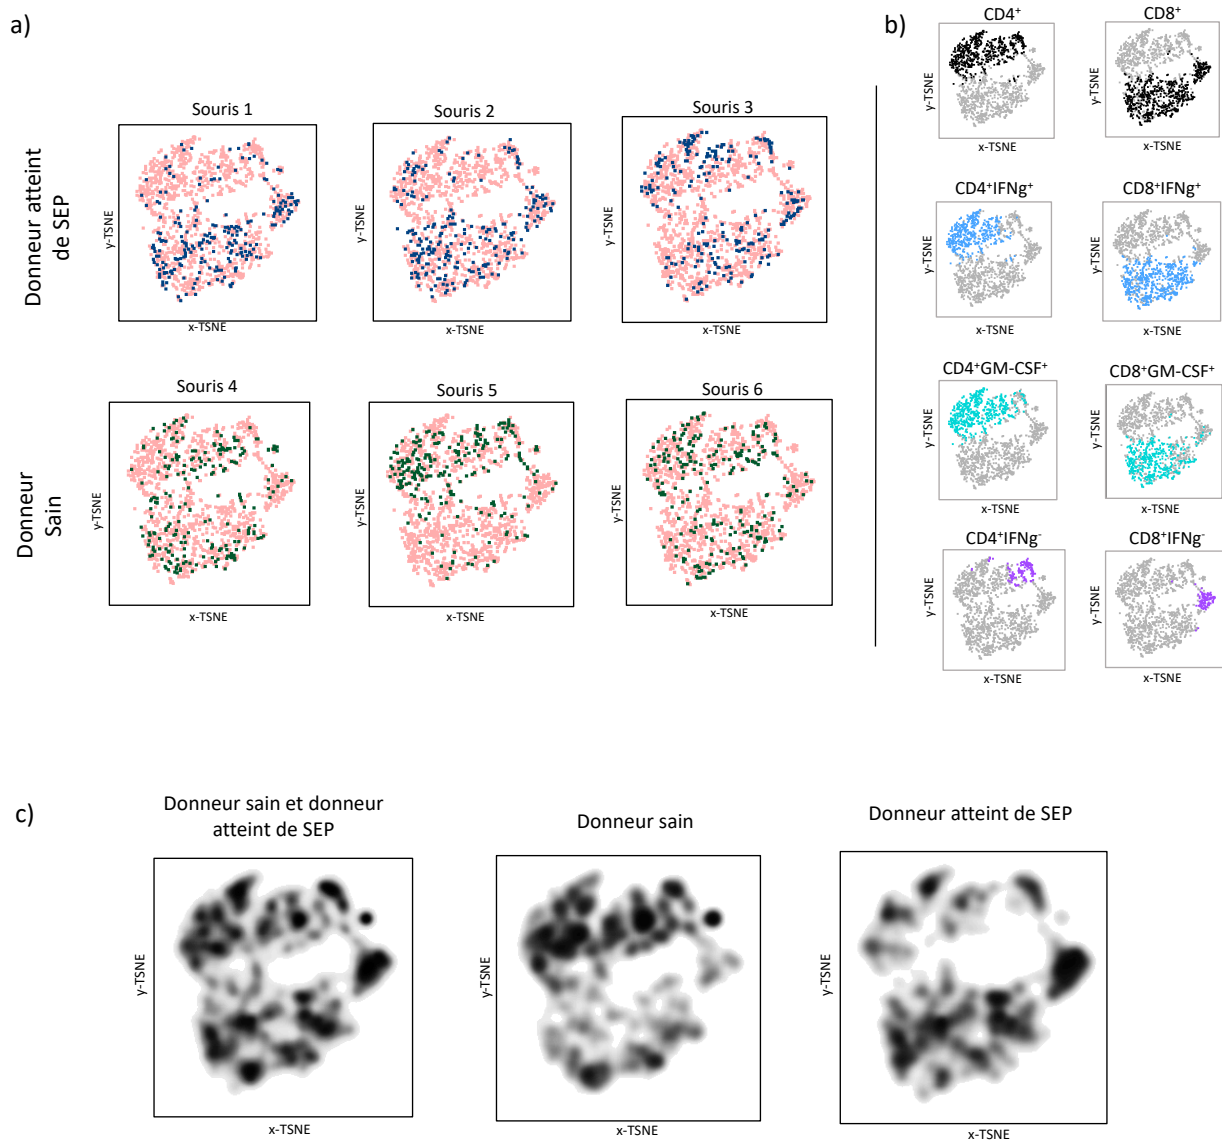 a)
Donneur atteint
de SEP
Souris 1
Souris 2
Souris 3
y-TSNE
y-TSNE
y-TSNE
x-TSNE
x-TSNE
x-TSNE
Donneur
Sain
Souris 4
Souris 5
Souris 6
y-TSNE
y-TSNE
y-TSNE
x-TSNE
x-TSNE
x-TSNE
b)
CD4⁺
CD8⁺
y-TSNE
y-TSNE
x-TSNE
x-TSNE
CD4⁺IFNg⁺
CD8⁺IFNg⁺
y-TSNE
y-TSNE
x-TSNE
x-TSNE
CD4⁺GM-CSF⁺
CD8⁺GM-CSF⁺
y-TSNE
y-TSNE
x-TSNE
x-TSNE
CD4⁺IFNg⁻
CD8⁺IFNg⁻
y-TSNE
y-TSNE
x-TSNE
x-TSNE
c)
Donneur sain et donneur
atteint de SEP
Donneur sain
Donneur atteint de SEP
y-TSNE
y-TSNE
y-TSNE
x-TSNE
x-TSNE
x-TSNE